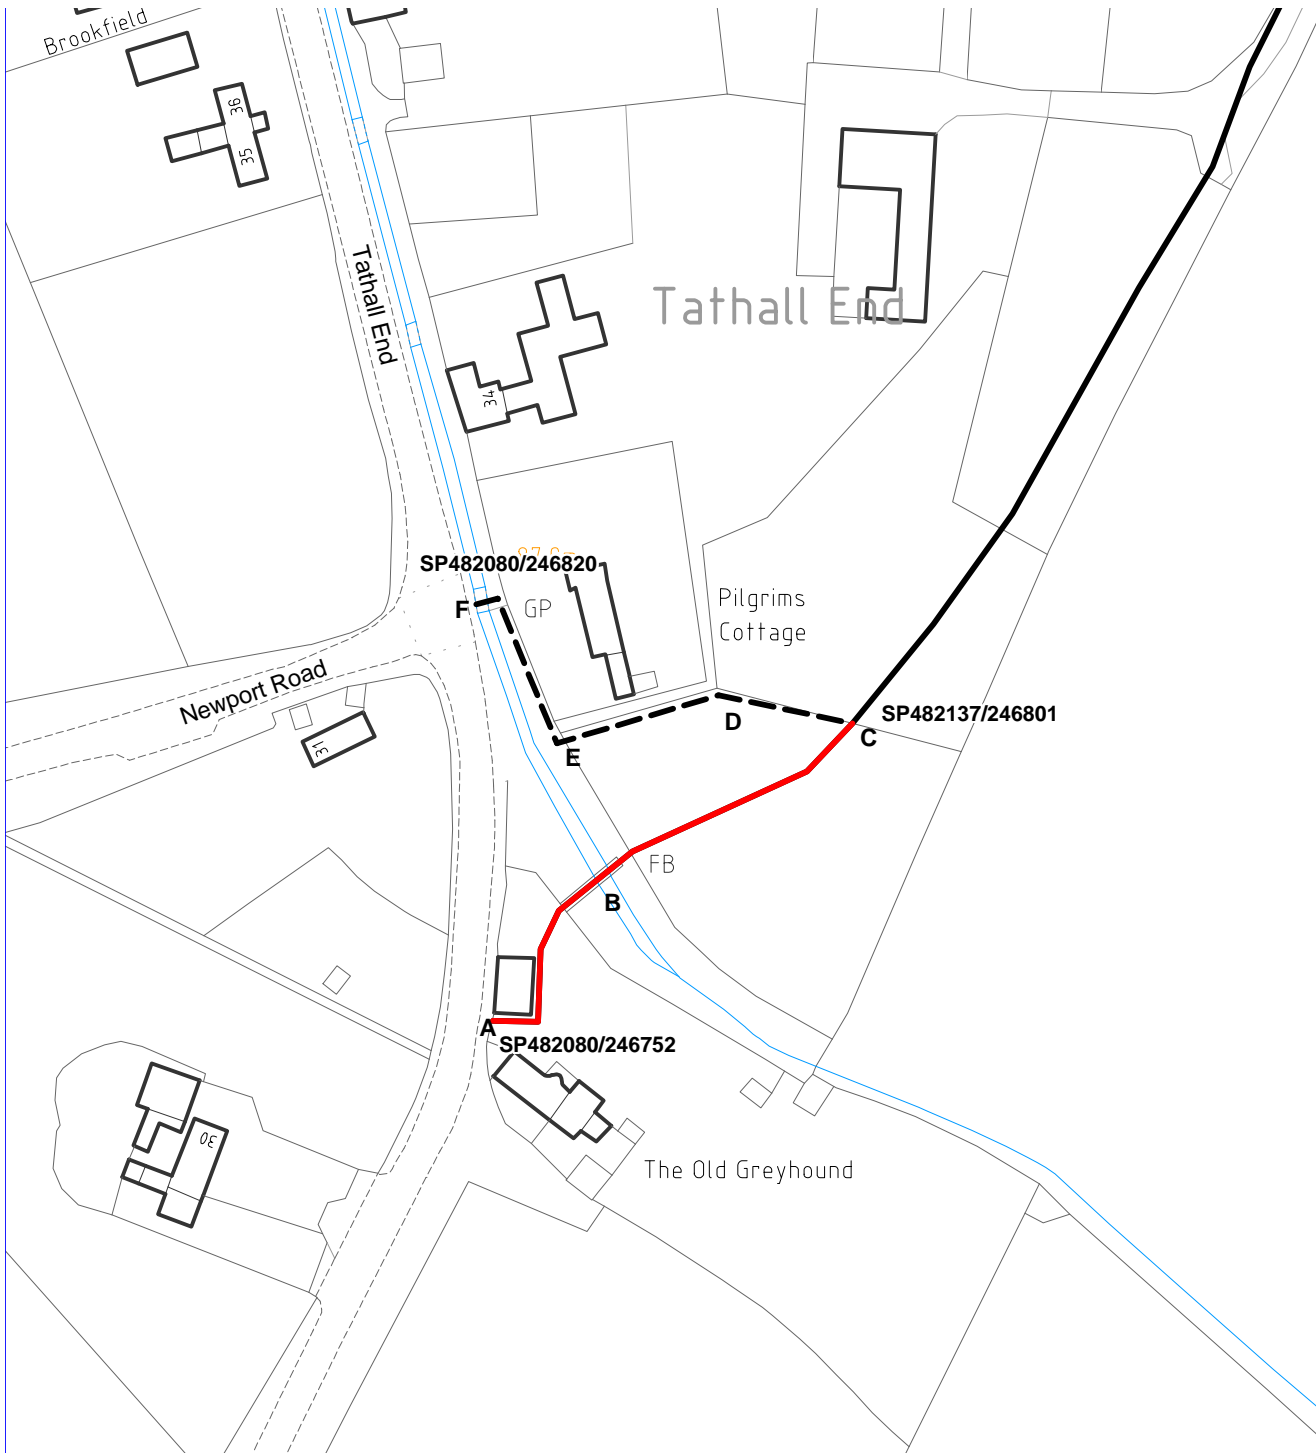 Brookfield
36
35
Tathall End
Tathall End
34
SP482080/246820
F
GP
Pilgrims
Cottage
Newport Road
31
D
SP482137/246801
C
E
FB
B
A
SP482080/246752
30
The Old Greyhound